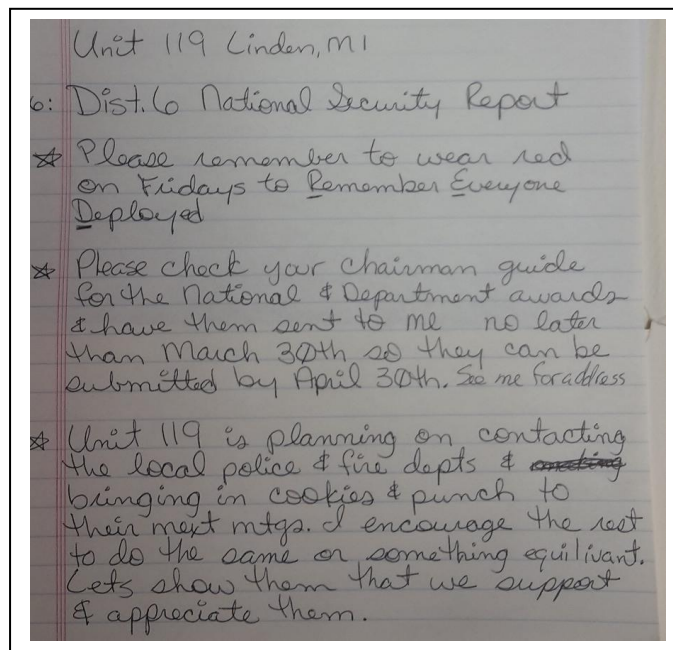 Unit 119 Linden, MI
6: Dist. 6 National Security Report
☆ Please remember to wear red
on Fridays to Remember Everyone
Deployed
☆ Please check your chairman guide
for the National & Department awards
& have them sent to me no later
than March 30th so they can be
submitted by April 30th. See me for address
☆ Unit 119 is planning on contacting
the local police & fire depts &
bringing in cookies & punch to
their next mtgs. I encourage the rest
to do the same or something equilivant.
Lets show them that we support
& appreciate them.